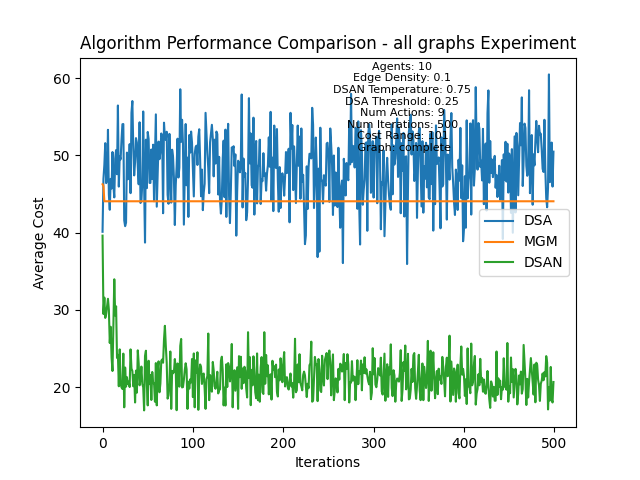 Algorithm Performance Comparison - all graphs Experiment
Agents: 10
Edge Density: 0.1
DSAN Temperature: 0.75
DSA Threshold: 0.25
Num Actions: 9
Num Iterations: 500
Cost Range: 101
Graph: complete
60
50
40
30
20
Average Cost
DSA
MGM
DSAN
0
100
200
300
400
500
Iterations